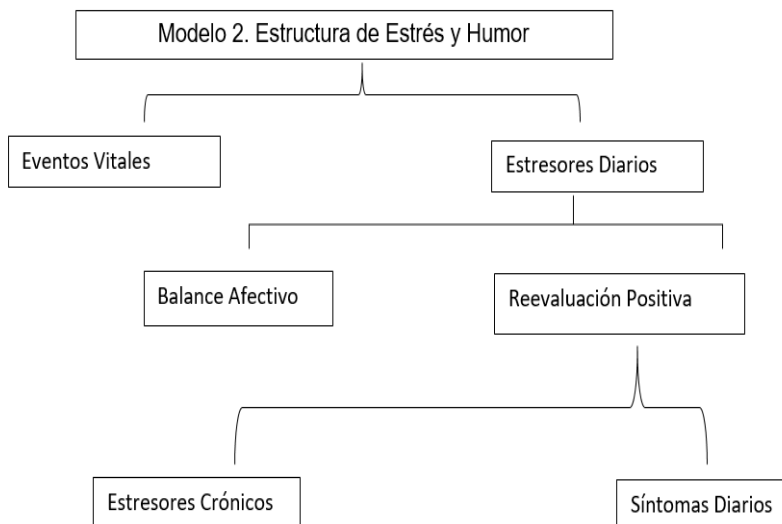 Modelo 2. Estructura de Estrés y Humor
Eventos Vitales
Estresores Diarios
Balance Afectivo
Reevaluación Positiva
Estresores Crónicos
Síntomas Diarios